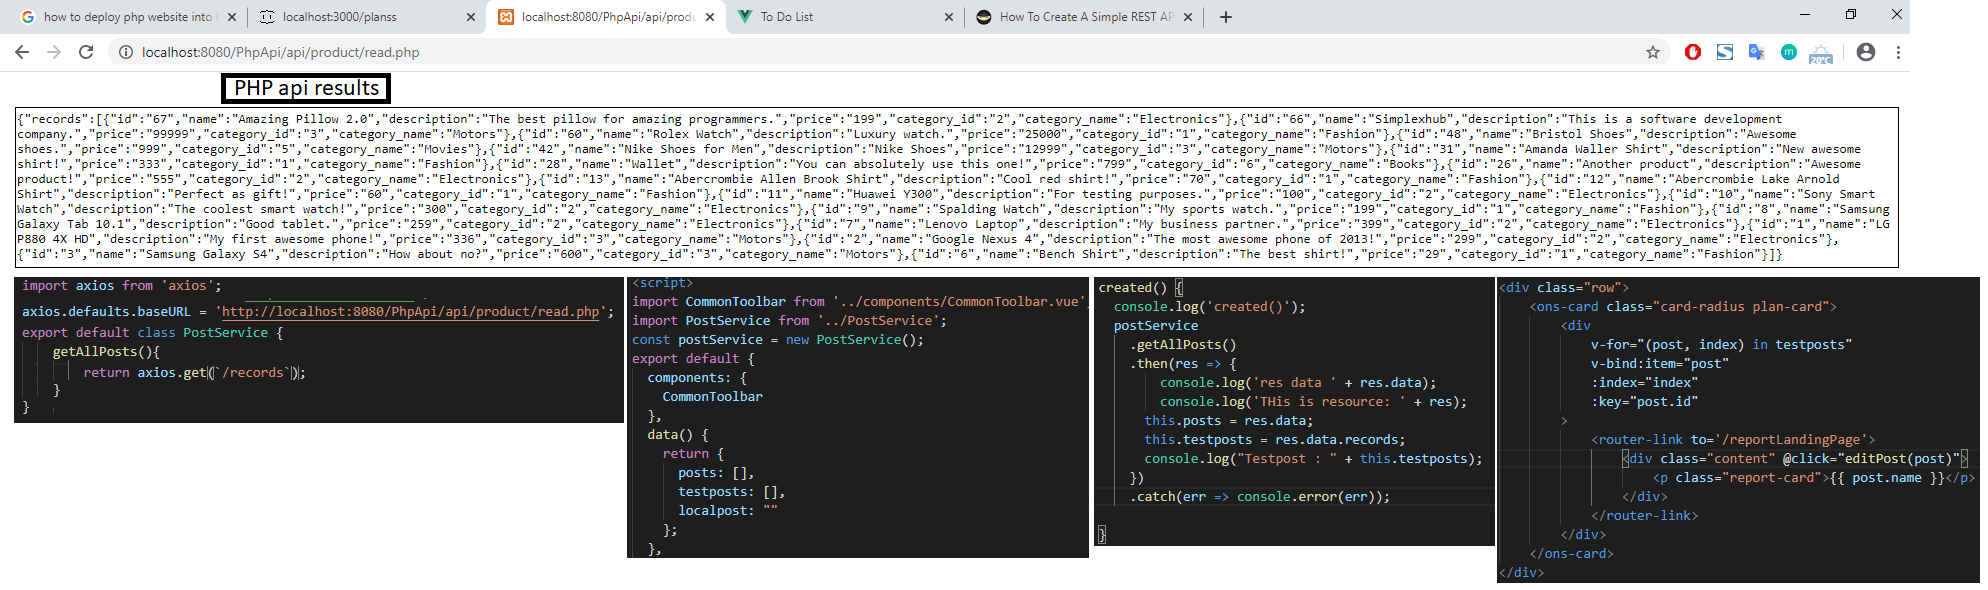 how to deploy php website into
localhost:3000/planss
localhost:8080/PhpApi/api/produ
To Do List
How To Create A Simple REST AP
localhost:8080/PhpApi/api/product/read.php
m
20°C
PHP api results
{"records":[{"id":"67","name":"Amazing Pillow 2.0","description":"The best pillow for amazing programmers.","price":"199","category_id":"2","category_name":"Electronics"},{"id":"66","name":"Simplexhub","description":"This is a software development
company.","price":"99999","category_id":"3","category_name":"Motors"},{"id":"60","name":"Rolex Watch","description":"Luxury watch.","price":"25000","category_id":"1","category_name":"Fashion"},{"id":"48","name":"Bristol Shoes","description":"Awesome
shoes.","price":"999","category_id":"5","category_name":"Movies"},{"id":"42","name":"Nike Shoes for Men","description":"Nike Shoes","price":"12999","category_id":"3","category_name":"Motors"},{"id":"31","name":"Amanda Waller Shirt","description":"New awesome
shirt!","price":"333","category_id":"1","category_name":"Fashion"},{"id":"28","name":"Wallet","description":"You can absolutely use this one!","price":"799","category_id":"6","category_name":"Books"},{"id":"26","name":"Another product","description":"Awesome
product!","price":"555","category_id":"2","category_name":"Electronics"},{"id":"13","name":"Abercrombie Allen Brook Shirt","description":"Cool red shirt!","price":"70","category_id":"1","category_name":"Fashion"},{"id":"12","name":"Abercrombie Lake Arnold
Shirt","description":"Perfect as gift!","price":"60","category_id":"1","category_name":"Fashion"},{"id":"11","name":"Huawei Y300","description":"For testing purposes.","price":"100","category_id":"2","category_name":"Electronics"},{"id":"10","name":"Sony Smart
Watch","description":"The coolest smart watch!","price":"300","category_id":"2","category_name":"Electronics"},{"id":"9","name":"Spalding Watch","description":"My sports watch.","price":"199","category_id":"1","category_name":"Fashion"},{"id":"8","name":"Samsung
Galaxy Tab 10.1","description":"Good tablet.","price":"259","category_id":"2","category_name":"Electronics"},{"id":"7","name":"Lenovo Laptop","description":"My business partner.","price":"399","category_id":"2","category_name":"Electronics"},{"id":"1","name":"LG
P880 4X HD","description":"My first awesome phone!","price":"336","category_id":"3","category_name":"Motors"},{"id":"2","name":"Google Nexus 4","description":"The most awesome phone of 2013!","price":"299","category_id":"2","category_name":"Electronics"},
{"id":"3","name":"Samsung Galaxy S4","description":"How about no?","price":"600","category_id":"3","category_name":"Motors"},{"id":"6","name":"Bench Shirt","description":"The best shirt!","price":"29","category_id":"1","category_name":"Fashion"}]}
import axios from 'axios';
axios.defaults.baseURL = 'http://localhost:8080/PhpApi/api/product/read.php';
export default class PostService {
getAllPosts(){
return axios.get(`/records`);
}
}
<script>
import CommonToolbar from '../components/CommonToolbar.vue'
import PostService from '../PostService';
const postService = new PostService();
export default {
components: {
CommonToolbar
},
data() {
return {
posts: [],
testposts: [],
localpost: ""
};
},
created() {
console.log('created()');
postService
.getAllPosts()
.then(res => {
console.log('res data ' + res.data);
console.log('THis is resource: ' + res);
this.posts = res.data;
this.testposts = res.data.records;
console.log("Testpost : " + this.testposts);
})
.catch(err => console.error(err));
}
<div class="row">
<ons-card class="card-radius plan-card">
<div
v-for="(post, index) in testposts"
v-bind:item="post"
:index="index"
:key="post.id"
>
<router-link to='/reportLandingPage'>
<div class="content" @click="editPost(post)">
<p class="report-card">{{ post.name }}</p>
</div>
</router-link>
</div>
</ons-card>
</div>